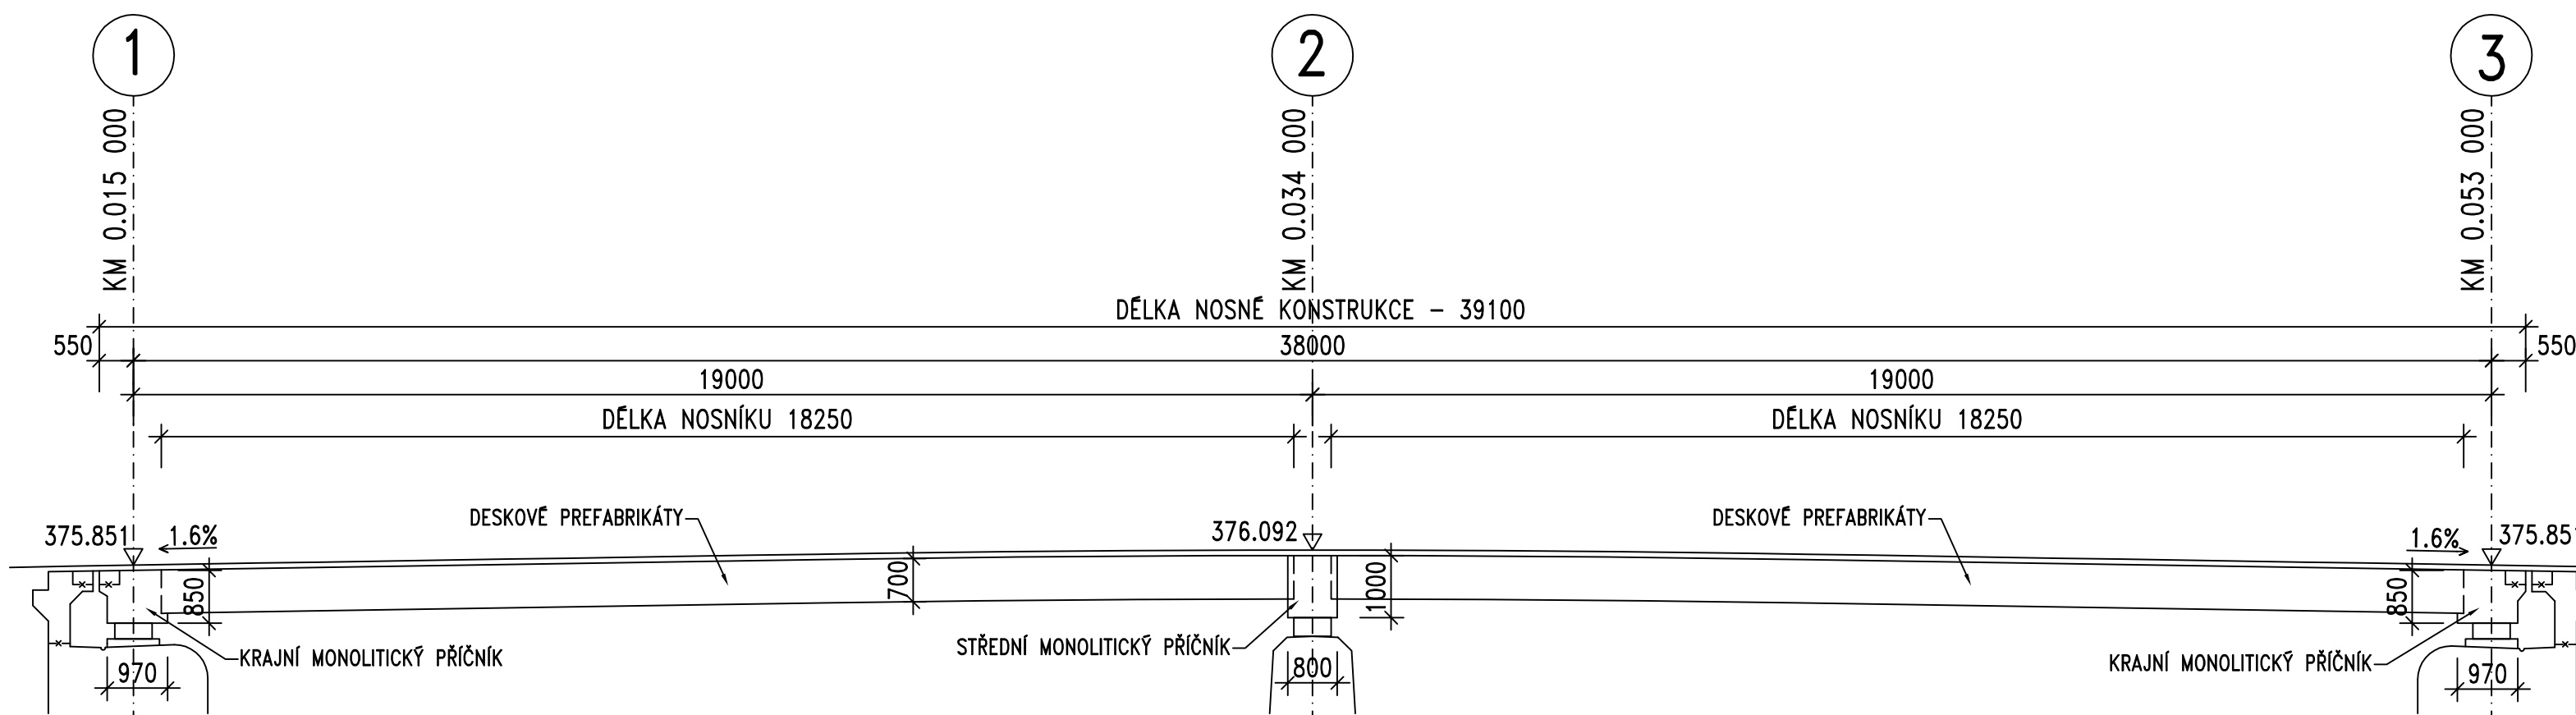 1
2
3
KM 0.015 000
KM 0.034 000
KM 0.053 000
DÉLKA NOSNÉ KONSTRUKCE – 39100
550
38000
550
19000
19000
DÉLKA NOSNÍKU 18250
DÉLKA NOSNÍKU 18250
DESKOVÉ PREFABRIKÁTY
DESKOVÉ PREFABRIKÁTY
375.851
1.6%
376.092
1.6%
375.851
850
700
1000
850
KRAJNÍ MONOLITICKÝ PŘÍČNÍK
STŘEDNÍ MONOLITICKÝ PŘÍČNÍK
KRAJNÍ MONOLITICKÝ PŘÍČNÍK
970
800
970